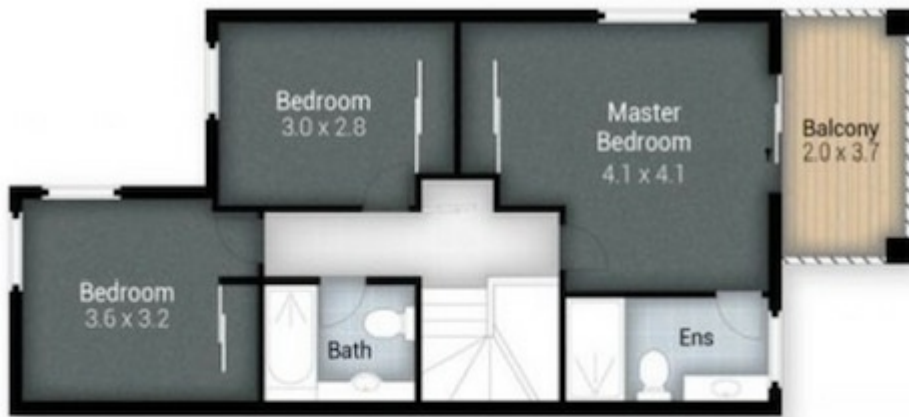 Bedroom
3.0 x 2.8
Master
Bedroom
4.1 x 4.1
Balcony
2.0 x 3.7
Bedroom
3.6 x 3.2
Bath
Ens